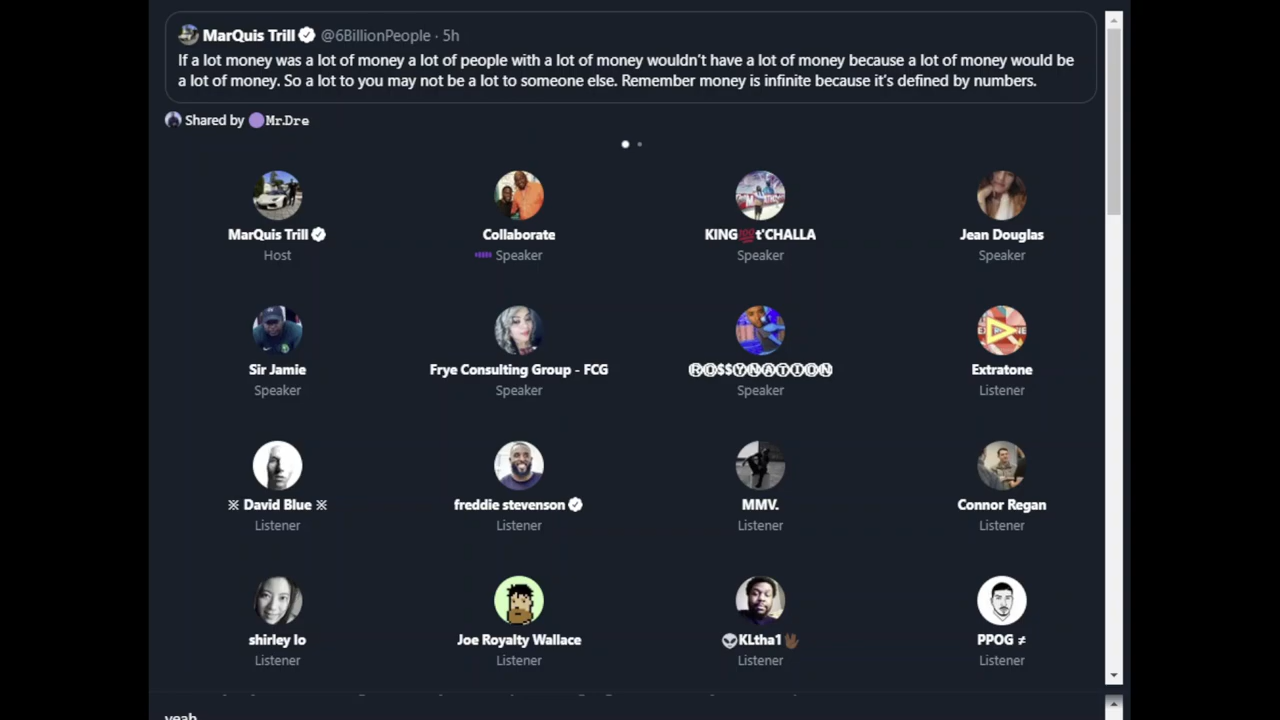 MarQuis Trill @6BillionPeople · 5h
If a lot money was a lot of money a lot of people with a lot of money wouldn't have a lot of money because a lot of money would be
a lot of money. So a lot to you may not be a lot to someone else. Remember money is infinite because it's defined by numbers.
Shared by Mr.Dre
MarQuis Trill Collaborate KING💯t'CHALLA Jean Douglas
Host Speaker Speaker Speaker
Sir Jamie Frye Consulting Group - FCG ⓇⓄ$$ⓎⓃⒶⓉⒾⓄⓃ Extratone
Speaker Speaker Speaker Listener
※ David Blue ※ freddie stevenson MMV. Connor Regan
Listener Listener Listener Listener
shirley lo Joe Royalty Wallace 👽KLtha1🖖🏾 PPOG ≠
Listener Listener Listener Listener
yeah